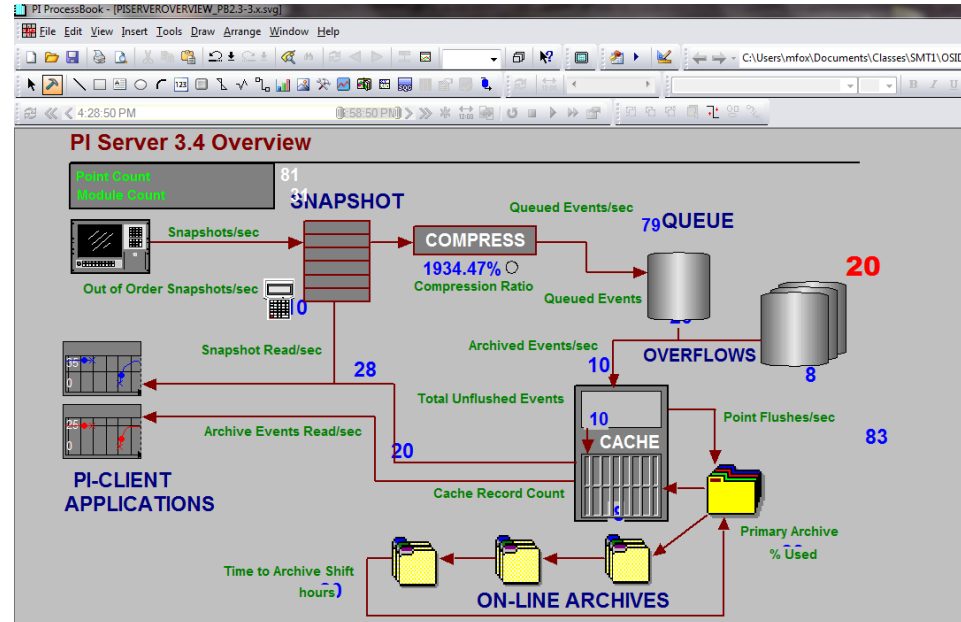 PI ProcessBook - [PISERVEROVERVIEW_PB2.3-3.x.svg]
File Edit View Insert Tools Draw Arrange Window Help
C:\Users\mfox\Documents\Classes\SMT1\OSID
123
B I U
4:28:50 PM
PI Server 3.4 Overview
Point Count 81
Module Count
SNAPSHOT
Queued Events/sec
79 QUEUE
Snapshots/sec
COMPRESS
1934.47%
Compression Ratio
20
Out of Order Snapshots/sec
Queued Events
Snapshot Read/sec
28
Archived Events/sec
10
OVERFLOWS
8
35
0
Total Unflushed Events
10
Point Flushes/sec
25
0
Archive Events Read/sec
CACHE
83
20
PI-CLIENT
APPLICATIONS
Cache Record Count
Primary Archive
% Used
Time to Archive Shift
hours
ON-LINE ARCHIVES